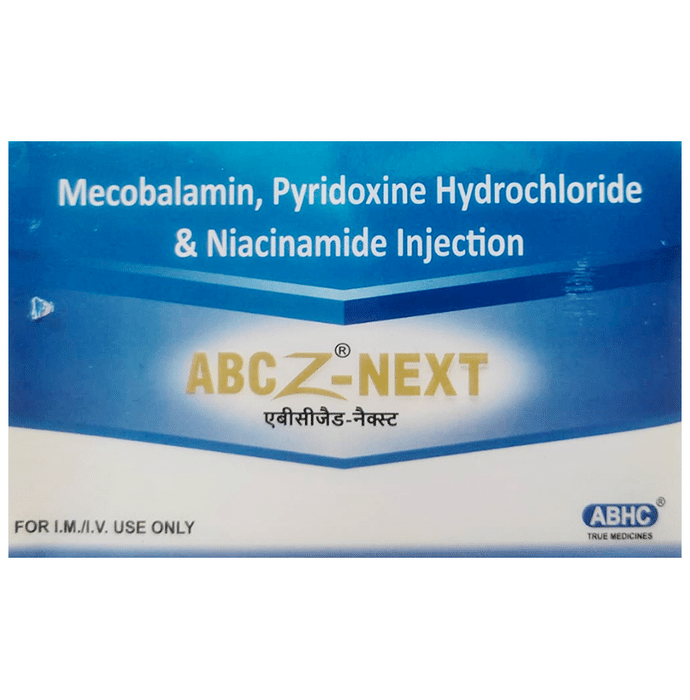 Mecobalamin, Pyridoxine Hydrochloride
& Niacinamide Injection
ABCZ®-NEXT
एबीसीजैड-नैक्स्ट
FOR I.M./I.V. USE ONLY
ABHC®
TRUE MEDICINES